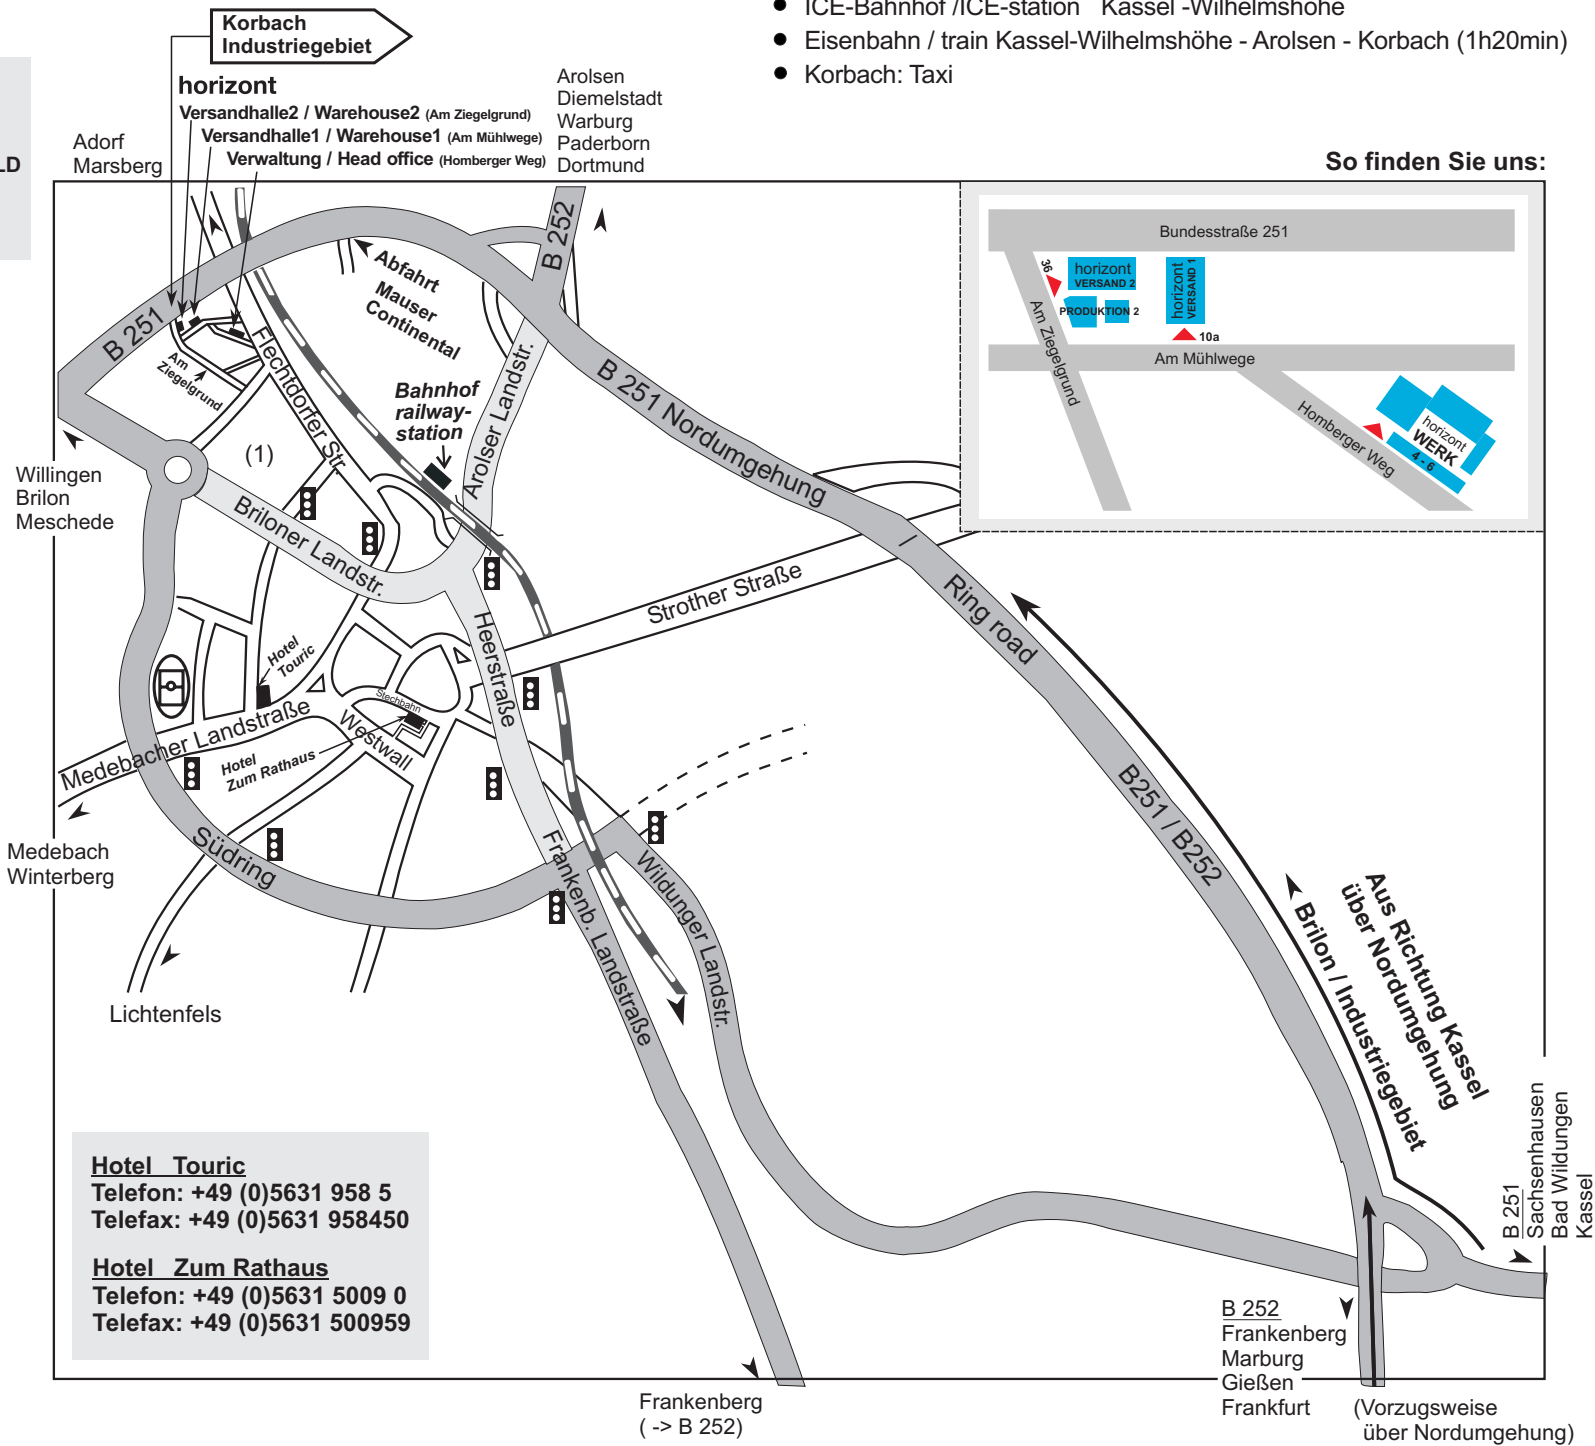 ICE-Bahnhof /ICE-station Kassel -Wilhelmshöhe
Eisenbahn / train Kassel-Wilhelmshöhe - Arolsen - Korbach (1h20min)
Korbach: Taxi
Korbach
Industriegebiet
horizont
Versandhalle2 / Warehouse2 (Am Ziegelgrund)
Versandhalle1 / Warehouse1 (Am Mühlwege)
Verwaltung / Head office (Homberger Weg)
LD
Adorf
Marsberg
Arolsen
Diemelstadt
Warburg
Paderborn
Dortmund
So finden Sie uns:
Bundesstraße 251
36
horizont
VERSAND 2
PRODUKTION 2
horizont
VERSAND 1
10a
Am Ziegelgrund
Am Mühlwege
Homberger Weg
horizont
WERK
4 - 6
B 252
B 251
Abfahrt
Mauser
Continental
Am
Ziegelgrund
Flechtdorfer Str.
Bahnhof
railway-
station
Arolser Landstr.
B 251 Nordumgehung
/
Ring road
B251 / B252
(1)
Willingen
Brilon
Meschede
Briloner Landstr.
Strother Straße
Heerstraße
Hotel
Touric
Stechbahn
Westwall
Medebacher Landstraße
Hotel
Zum Rathaus
Südring
Medebach
Winterberg
Lichtenfels
Frankenb. Landstraße
Wildunger Landstr.
Aus Richtung Kassel
über Nordumgehung
Brilon / Industriegebiet
B 251
Sachsenhausen
Bad Wildungen
Kassel
Hotel Touric
Telefon: +49 (0)5631 958 5
Telefax: +49 (0)5631 958450
Hotel Zum Rathaus
Telefon: +49 (0)5631 5009 0
Telefax: +49 (0)5631 500959
B 252
Frankenberg
Marburg
Gießen
Frankfurt
Frankenberg
( -> B 252)
(Vorzugsweise
über Nordumgehung)